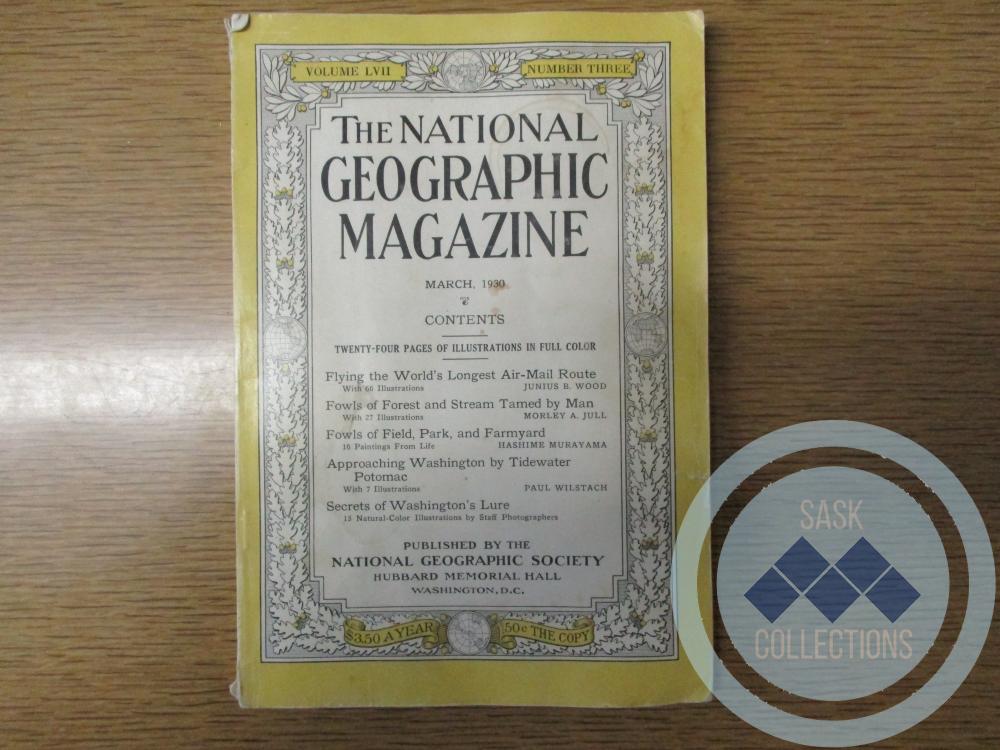 VOLUME LVII
NUMBER THREE
THE NATIONAL
GEOGRAPHIC
MAGAZINE
MARCH, 1930
CONTENTS
TWENTY-FOUR PAGES OF ILLUSTRATIONS IN FULL COLOR
Flying the World's Longest Air-Mail Route
With 66 Illustrations JUNIUS B. WOOD
Fowls of Forest and Stream Tamed by Man
With 27 Illustrations MORLEY A. JULL
Fowls of Field, Park, and Farmyard
16 Paintings From Life HASHIME MURAYAMA
Approaching Washington by Tidewater
Potomac
With 7 Illustrations PAUL WILSTACH
Secrets of Washington's Lure
15 Natural-Color Illustrations by Staff Photographers
PUBLISHED BY THE
NATIONAL GEOGRAPHIC SOCIETY
HUBBARD MEMORIAL HALL
WASHINGTON, D.C.
$3.50 A YEAR
50c THE COPY
SASK
COLLECTIONS